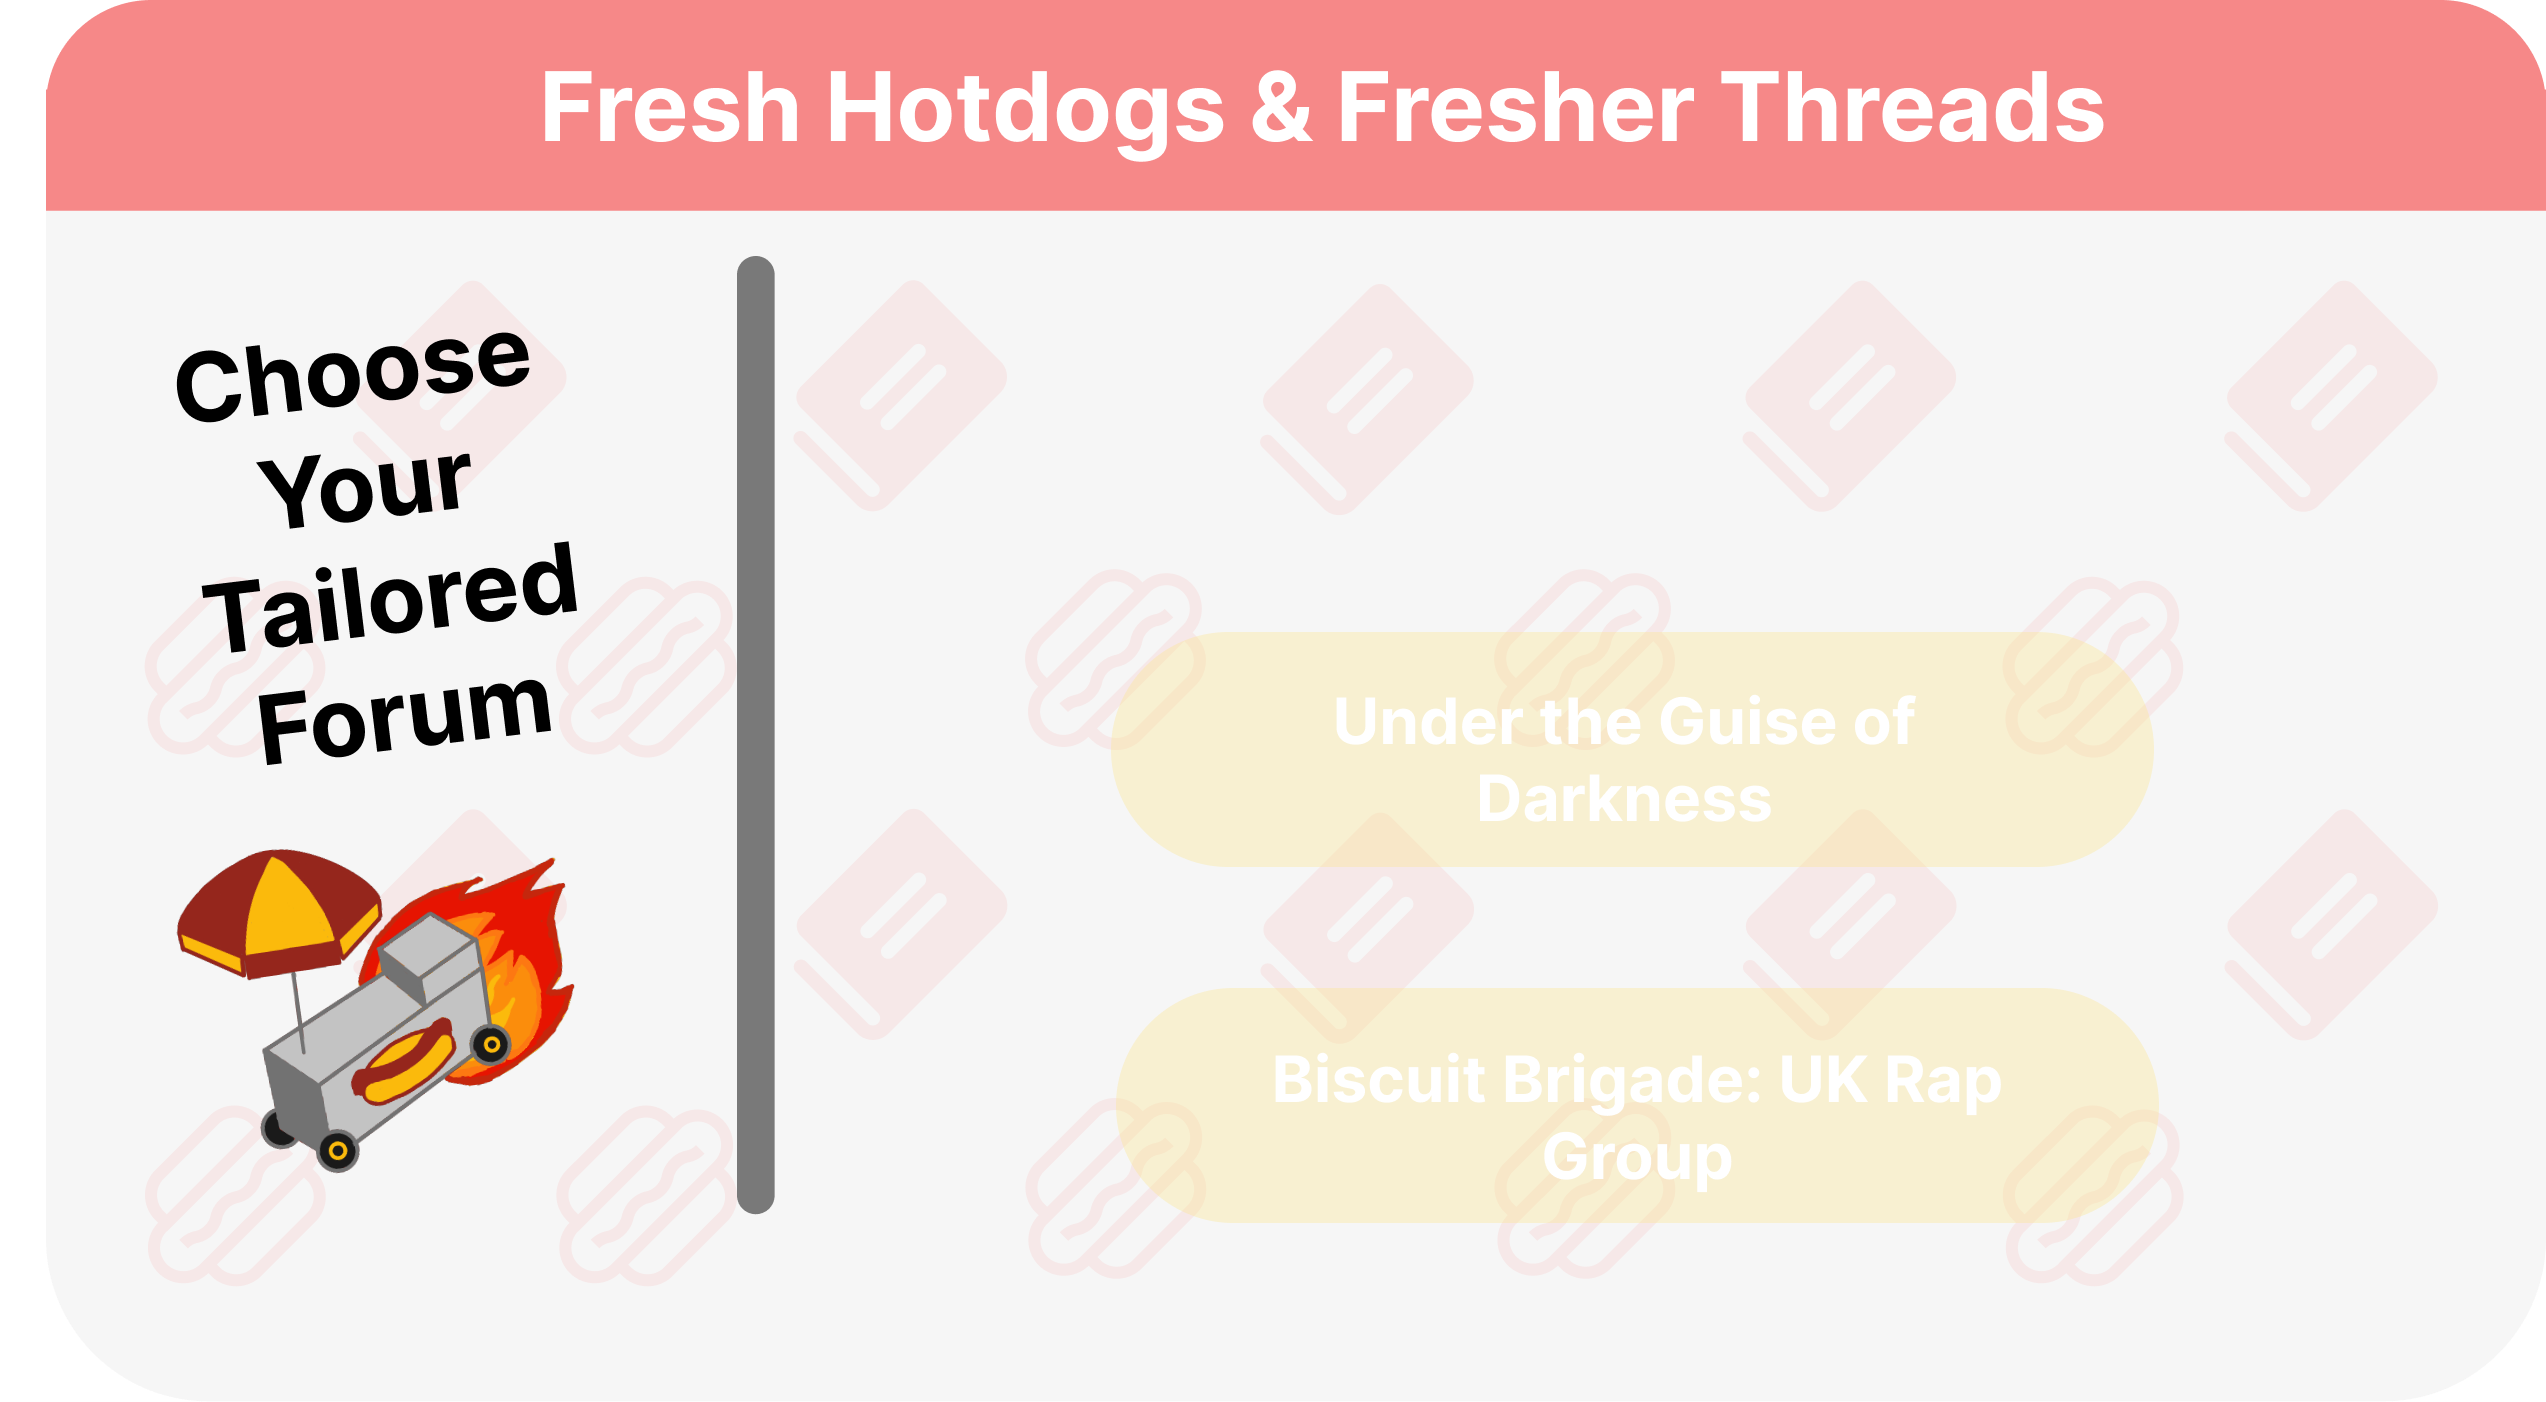 Fresh Hotdogs & Fresher Threads
Choose
Your
Tailored
Forum
Under the Guise of
Darkness
Biscuit Brigade: UK Rap
Group